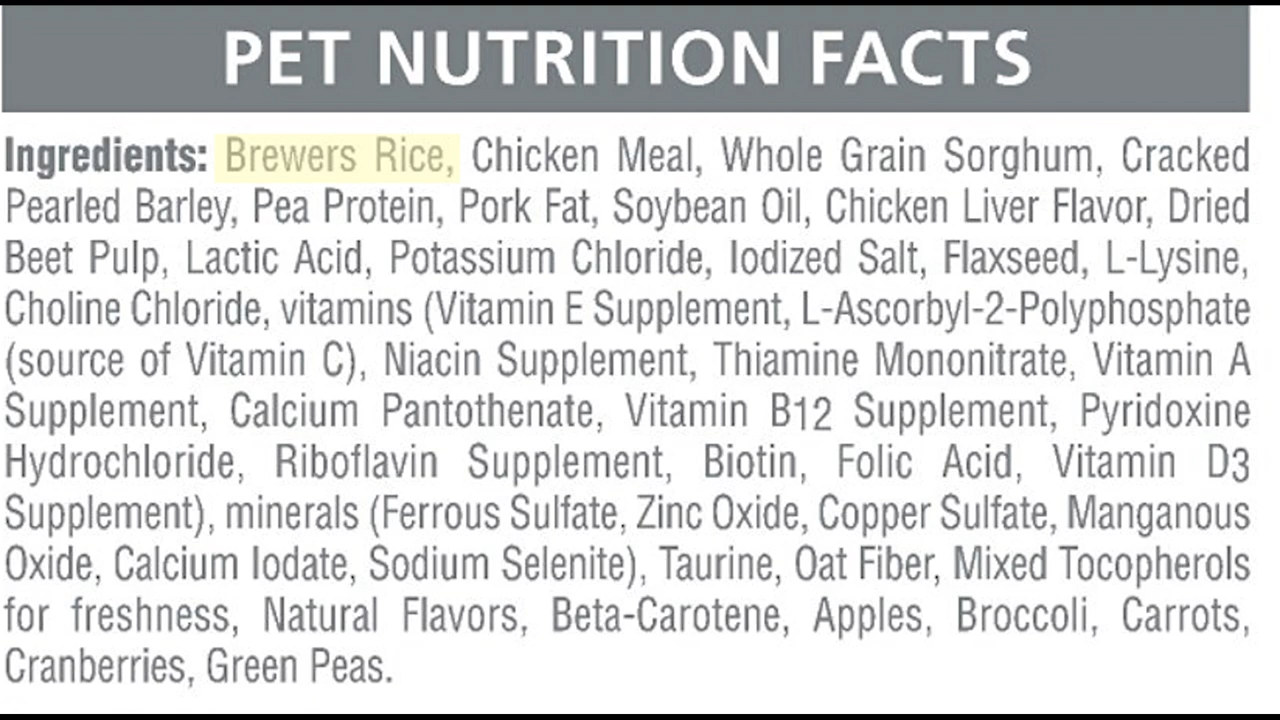 PET NUTRITION FACTS
Ingredients: Brewers Rice, Chicken Meal, Whole Grain Sorghum, Cracked
Pearled Barley, Pea Protein, Pork Fat, Soybean Oil, Chicken Liver Flavor, Dried
Beet Pulp, Lactic Acid, Potassium Chloride, Iodized Salt, Flaxseed, L-Lysine,
Choline Chloride, vitamins (Vitamin E Supplement, L-Ascorbyl-2-Polyphosphate
(source of Vitamin C), Niacin Supplement, Thiamine Mononitrate, Vitamin A
Supplement, Calcium Pantothenate, Vitamin B12 Supplement, Pyridoxine
Hydrochloride, Riboflavin Supplement, Biotin, Folic Acid, Vitamin D3
Supplement), minerals (Ferrous Sulfate, Zinc Oxide, Copper Sulfate, Manganous
Oxide, Calcium Iodate, Sodium Selenite), Taurine, Oat Fiber, Mixed Tocopherols
for freshness, Natural Flavors, Beta-Carotene, Apples, Broccoli, Carrots,
Cranberries, Green Peas.